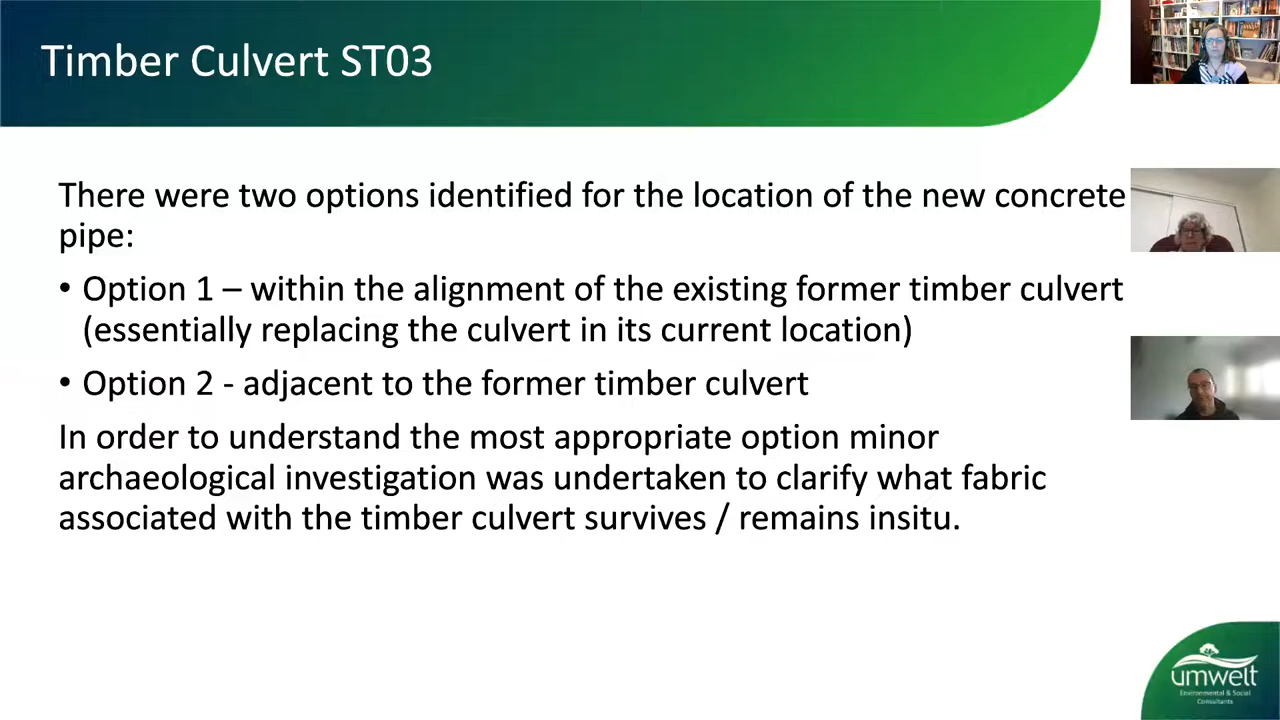 Timber Culvert ST03
There were two options identified for the location of the new concrete
pipe:
• Option 1 – within the alignment of the existing former timber culvert
(essentially replacing the culvert in its current location)
• Option 2 - adjacent to the former timber culvert
In order to understand the most appropriate option minor
archaeological investigation was undertaken to clarify what fabric
associated with the timber culvert survives / remains insitu.
umwelt
Environmental & Social
Consultants